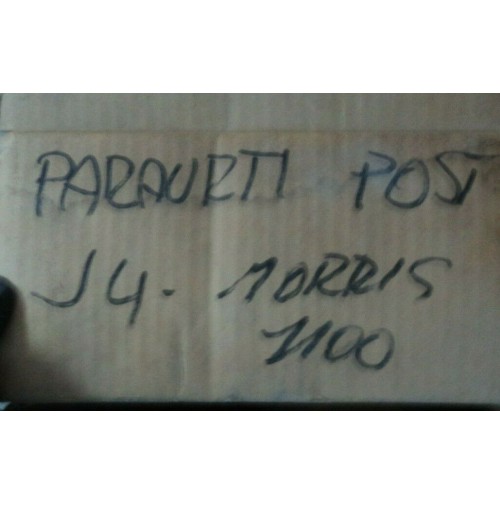 PARAURTI POST
J4. MORRIS
1100